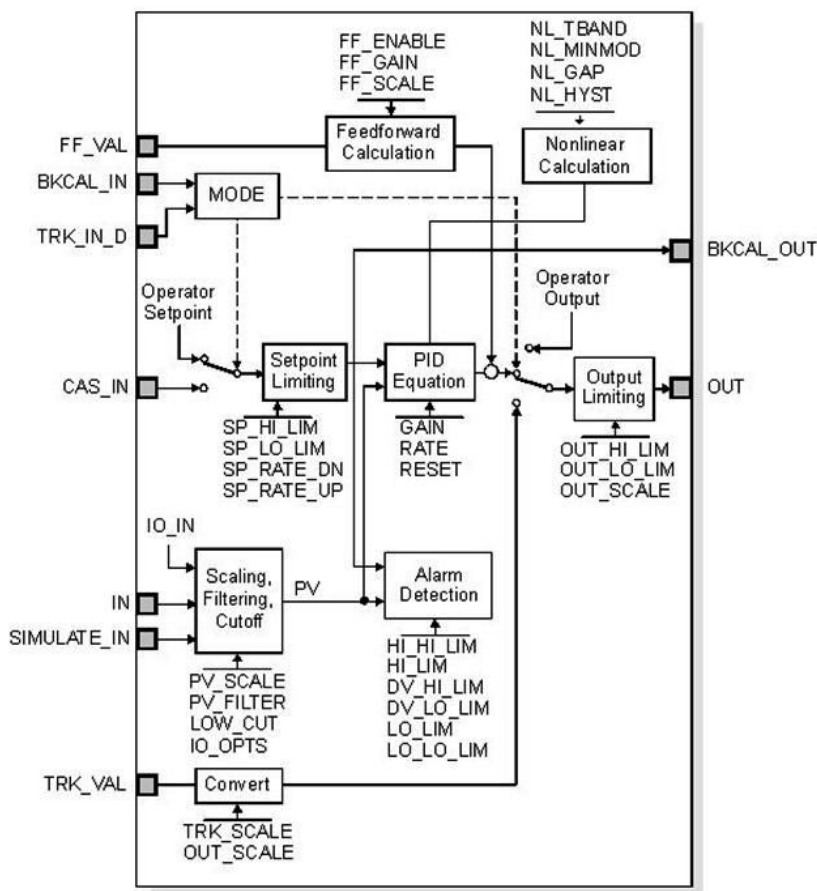 FF_ENABLE
FF_GAIN
FF_SCALE
NL_TBAND
NL_MINMOD
NL_GAP
NL_HYST
FF_VAL
Feedforward
Calculation
Nonlinear
Calculation
BKCAL_IN
MODE
TRK_IN_D
BKCAL_OUT
Operator
Setpoint
Operator
Output
CAS_IN
Setpoint
Limiting
PID
Equation
Output
Limiting
OUT
SP_HI_LIM
SP_LO_LIM
SP_RATE_DN
SP_RATE_UP
GAIN
RATE
RESET
OUT_HI_LIM
OUT_LO_LIM
OUT_SCALE
IO_IN
IN
SIMULATE_IN
Scaling,
Filtering,
Cutoff
PV
Alarm
Detection
PV_SCALE
PV_FILTER
LOW_CUT
IO_OPTS
HI_HI_LIM
HI_LIM
DV_HI_LIM
DV_LO_LIM
LO_LIM
LO_LO_LIM
TRK_VAL
Convert
TRK_SCALE
OUT_SCALE